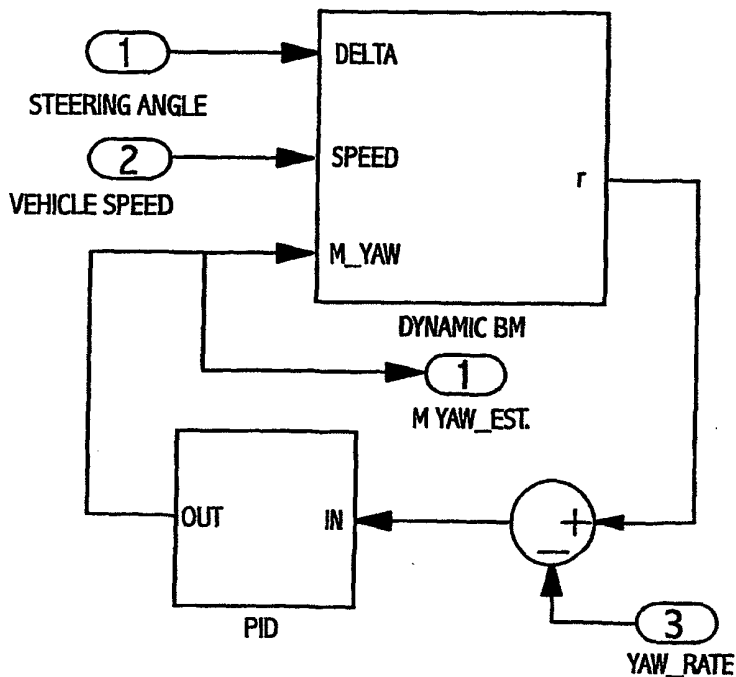 1
DELTA
STEERING ANGLE
2
SPEED
r
VEHICLE SPEED
M_YAW
DYNAMIC BM
1
M YAW_EST.
OUT
IN
+
−
PID
3
YAW_RATE